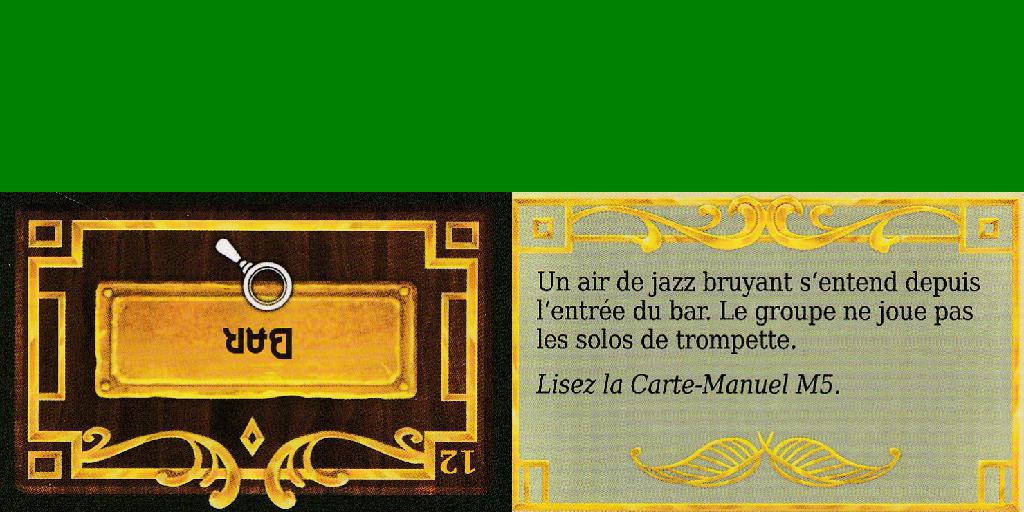 BAR
12
Un air de jazz bruyant s'entend depuis
l'entrée du bar. Le groupe ne joue pas
les solos de trompette.
Lisez la Carte-Manuel M5.